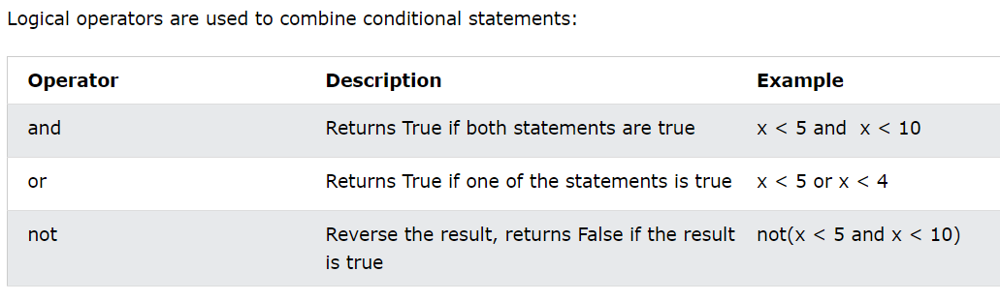 Logical operators are used to combine conditional statements:
Operator Description Example
and Returns True if both statements are true x < 5 and  x < 10
or Returns True if one of the statements is true x < 5 or x < 4
not Reverse the result, returns False if the result not(x < 5 and x < 10)
is true